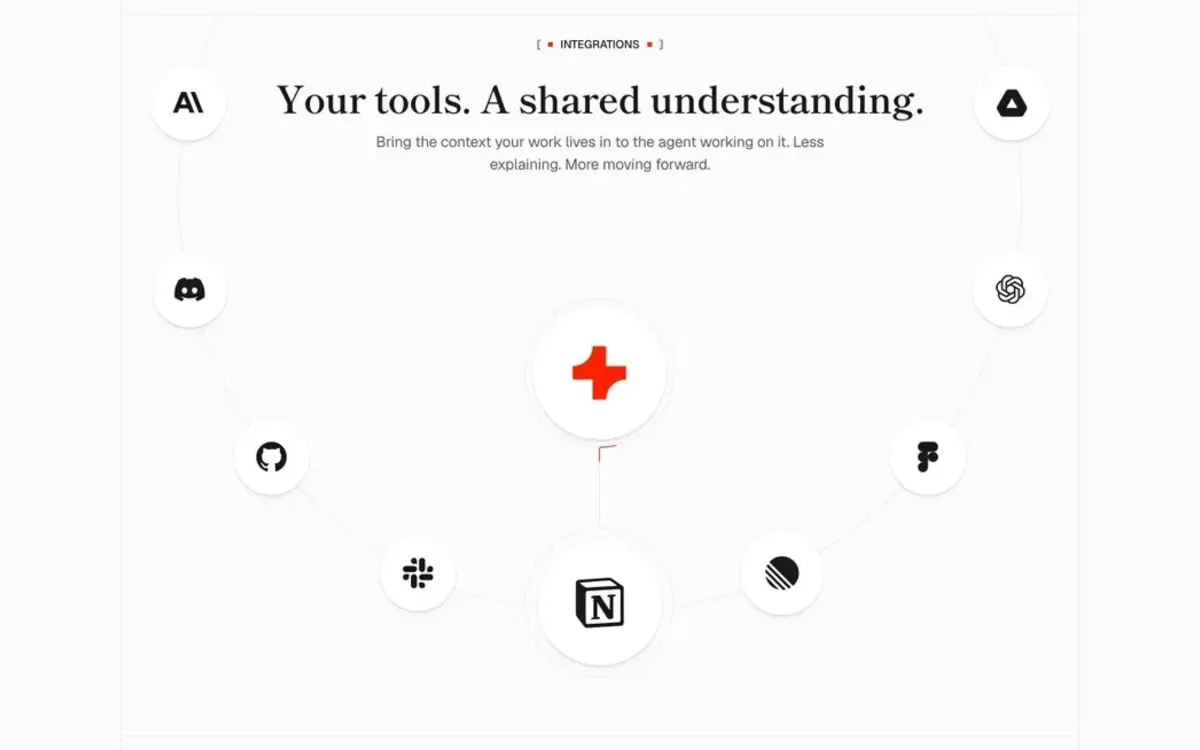 [ ▪ INTEGRATIONS ▪ ]
Your tools. A shared understanding.
Bring the context your work lives in to the agent working on it. Less
explaining. More moving forward.
A\
N